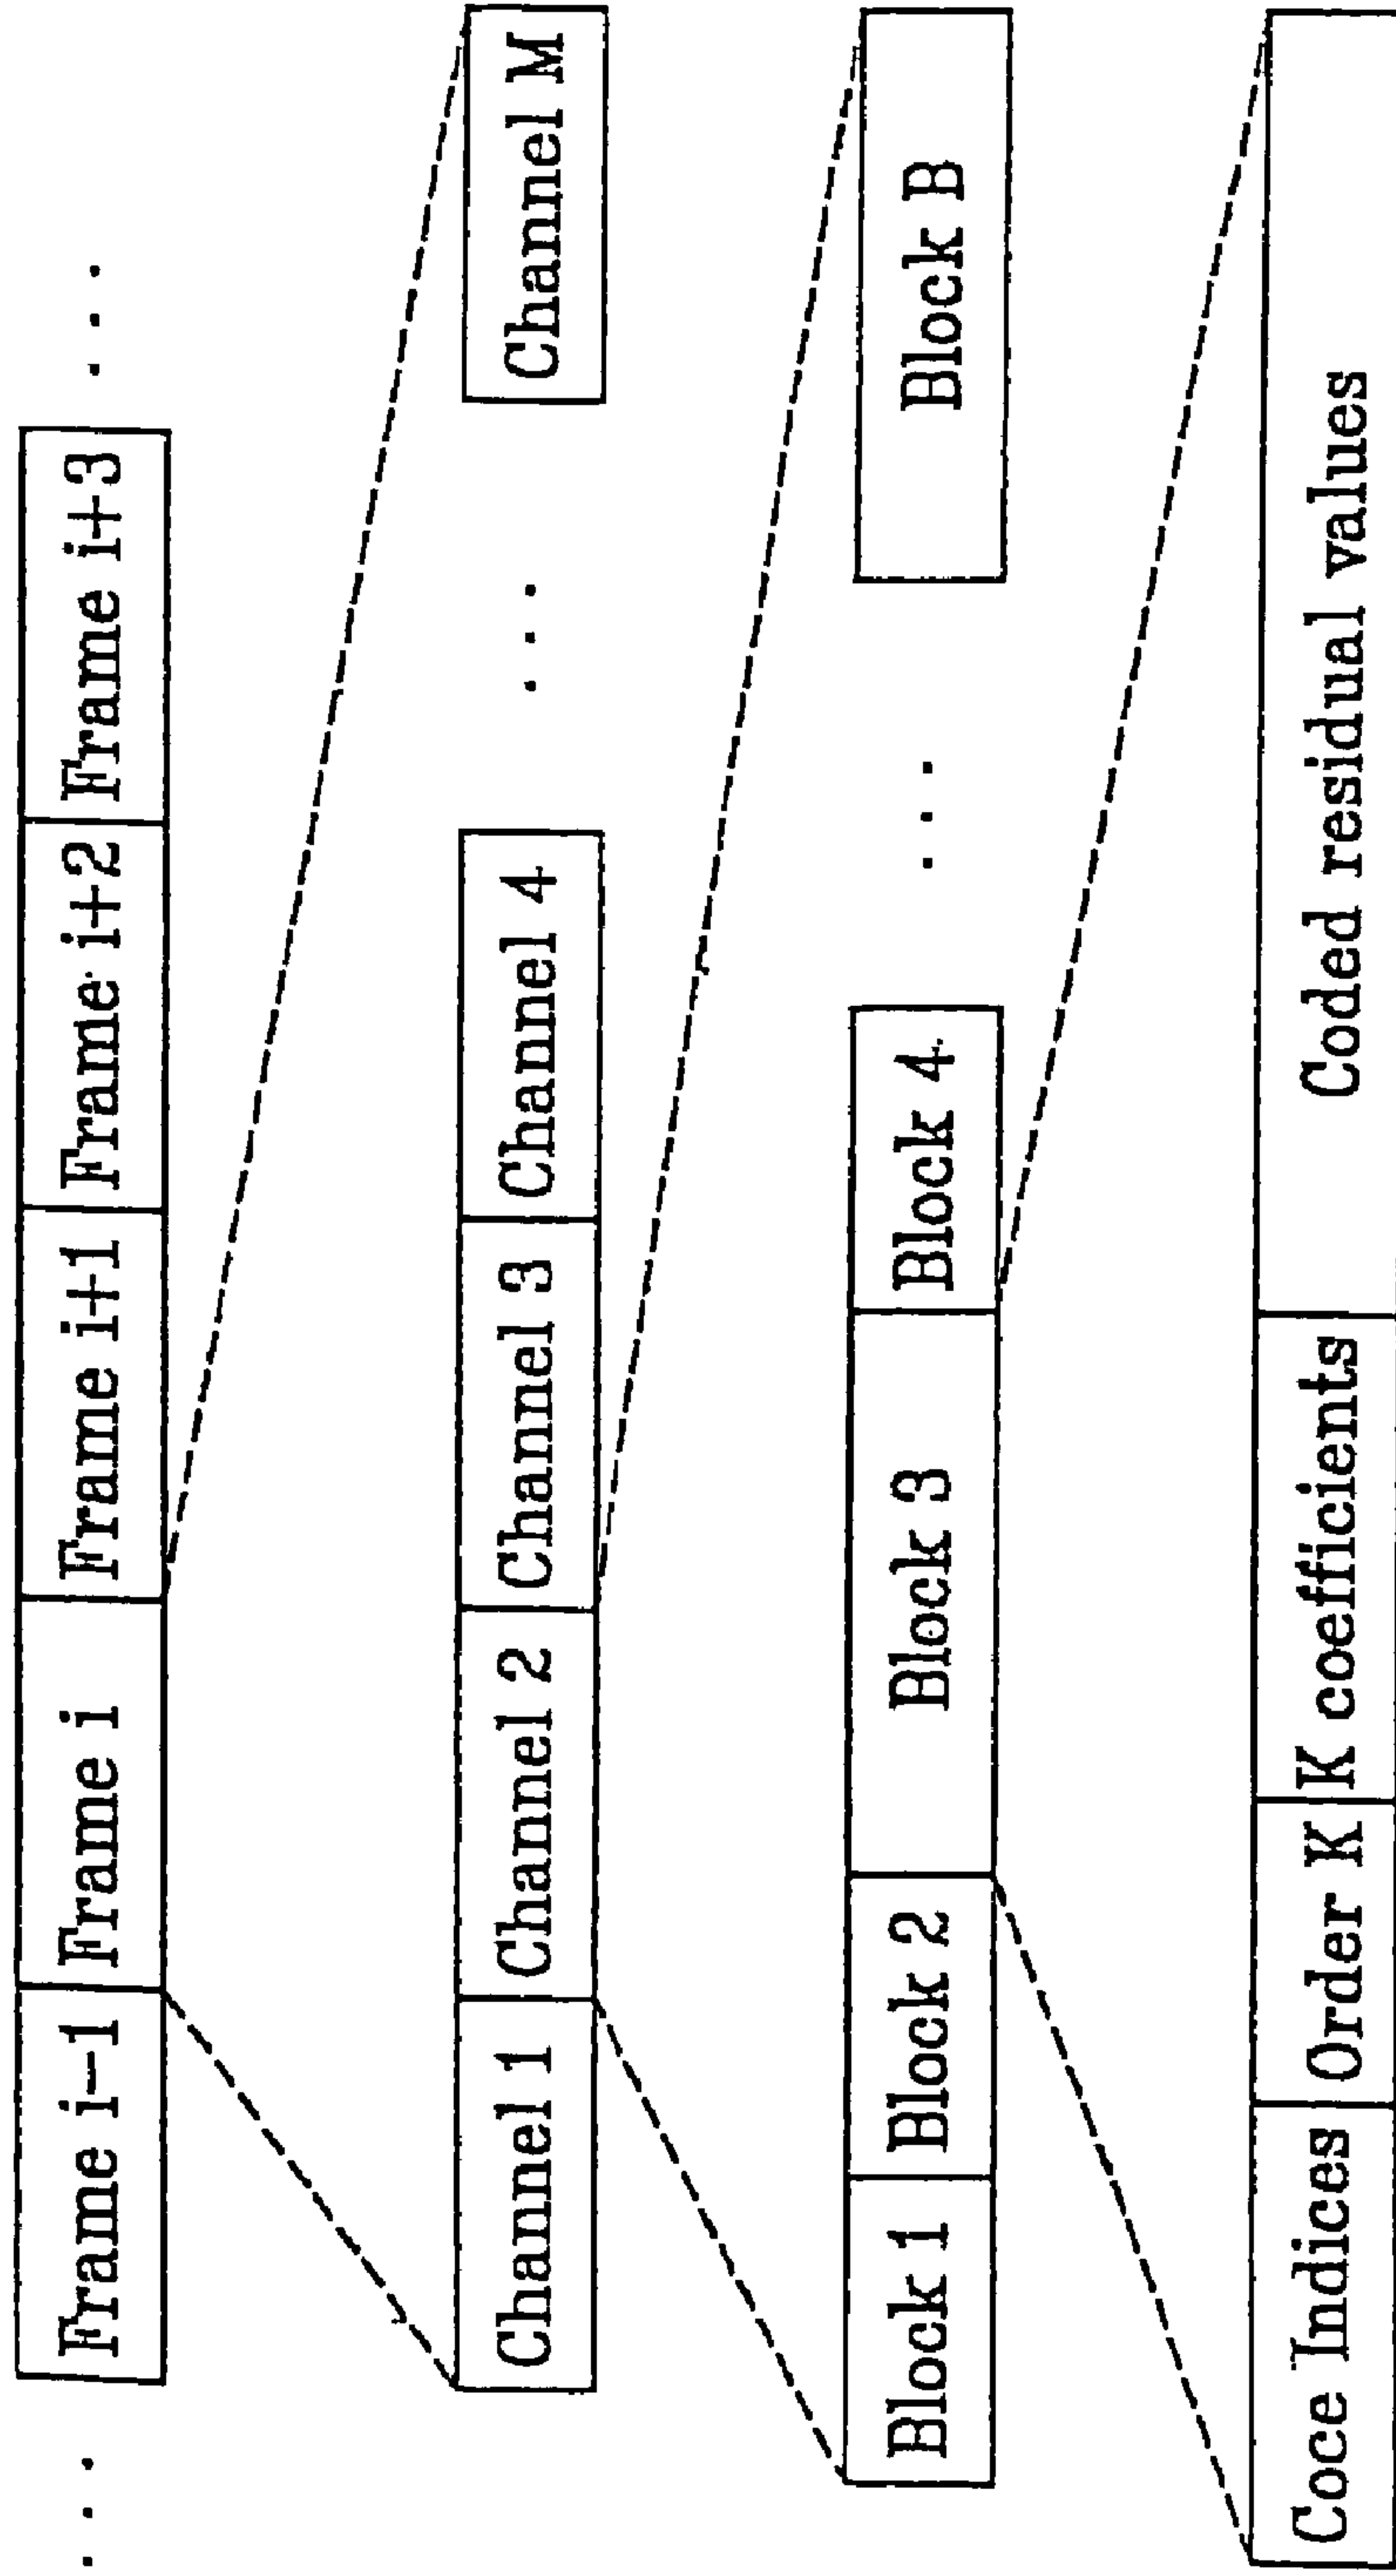 ... Frame i-1 Frame i Frame i+1 Frame i+2 Frame i+3 ...
Channel 1 Channel 2 Channel 3 Channel 4 ... Channel M
Block 1 Block 2 Block 3 Block 4 ... Block B
Coce Indices Order K K coefficients Coded residual values